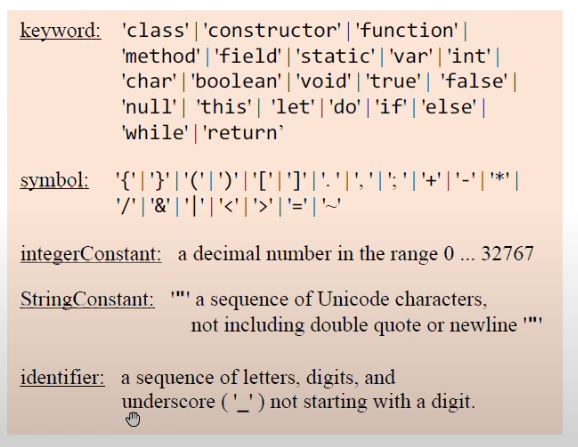 keyword: 'class'|'constructor'|'function'|
'method'|'field'|'static'|'var'|'int'|
'char'|'boolean'|'void'|'true'| 'false'|
'null'| 'this'| 'let'|'do'|'if'|'else'|
'while'|'return’
symbol: '{'|'}'|'('|')'|'['|']'|'.'|','|';'|'+'|'-'|'*'|
'/'|'&'|'|'|'<'|'>'|'='|'~'
integerConstant: a decimal number in the range 0 ... 32767
StringConstant: '"' a sequence of Unicode characters,
not including double quote or newline '"'
identifier: a sequence of letters, digits, and
underscore ( '_' ) not starting with a digit.